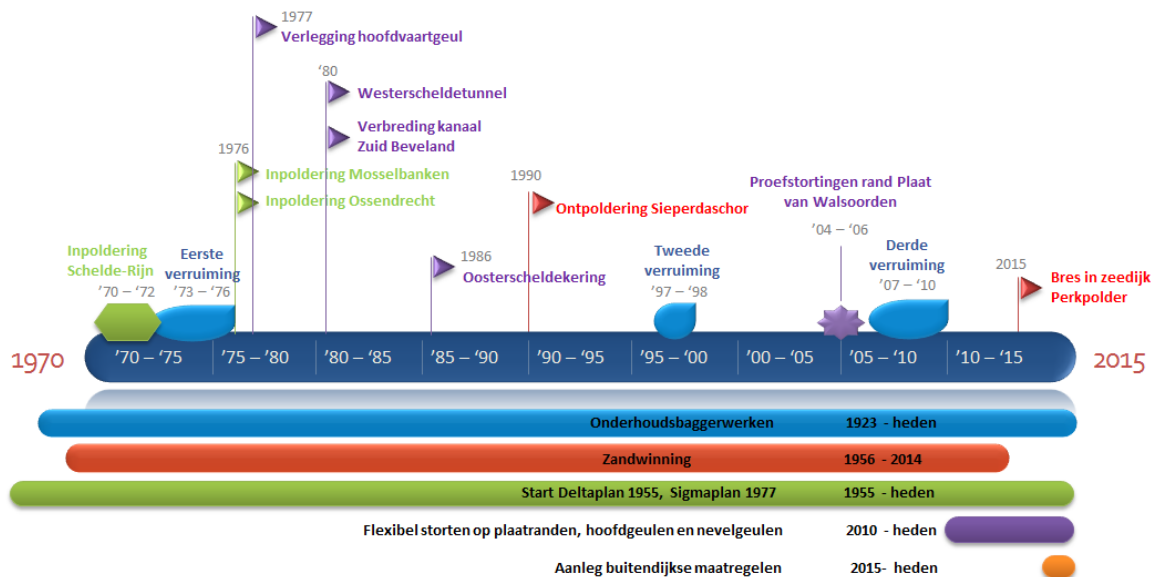 1977
Verlegging hoofdvaartgeul
‘80
Westerscheldetunnel
Verbreding kanaal
Zuid Beveland
1976
Inpoldering Mosselbanken
Inpoldering Ossendrecht
1990
Ontpoldering Sieperdaschor
Proefstortingen rand Plaat
van Walsoorden
’04 – ‘06
Inpoldering
Schelde-Rijn
’70 – ‘72
Eerste
verruiming
’73 – ‘76
1986
Oosterscheldekering
Tweede
verruiming
’97 – ‘98
Derde
verruiming
’07 – ‘10
2015
Bres in zeedijk
Perkpolder
1970
’70 – ‘75
’75 – ‘80
’80 – ‘85
’85 – ‘90
’90 – ‘95
’95 – ‘00
’00 – ‘05
’05 – ‘10
’10 – ‘15
2015
Onderhoudsbaggerwerken 1923 - heden
Zandwinning 1956 - 2014
Start Deltaplan 1955, Sigmaplan 1977 1955 - heden
Flexibel storten op plaatranden, hoofdgeulen en nevelgeulen 2010 - heden
Aanleg buitendijkse maatregelen 2015- heden